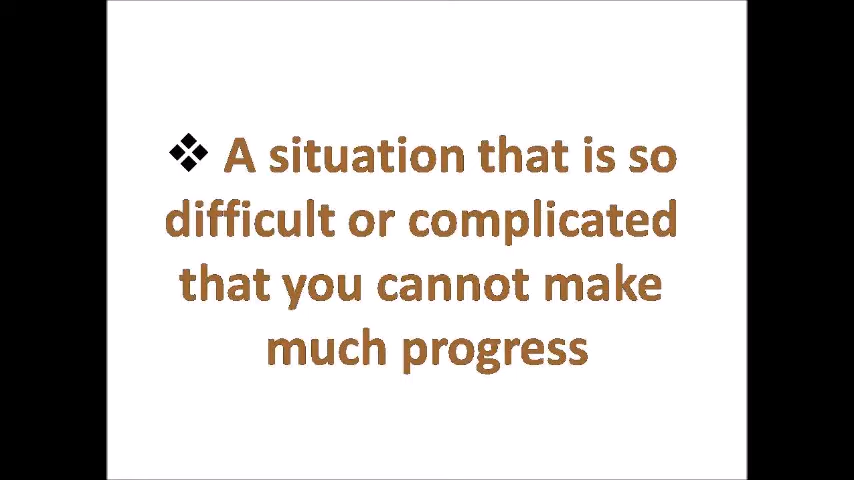 ❖ A situation that is so
difficult or complicated
that you cannot make
much progress